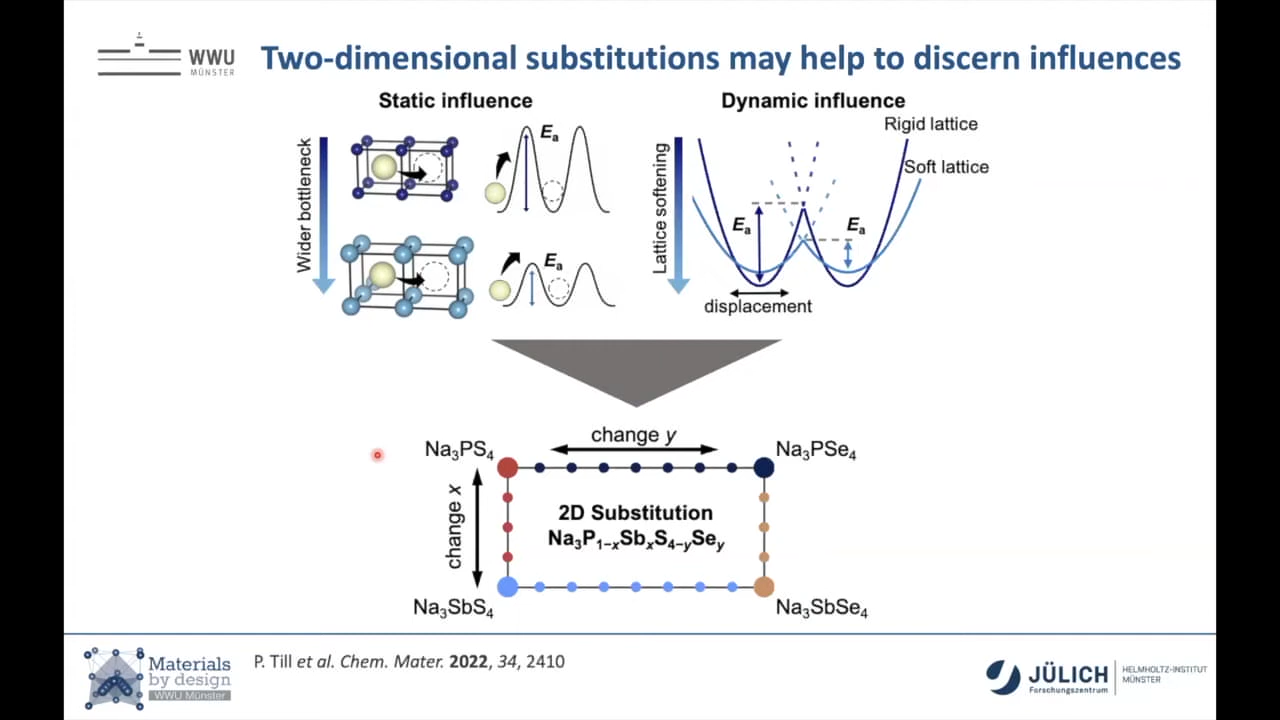 WWU
MÜNSTER
Two-dimensional substitutions may help to discern influences
Static influence
Wider bottleneck
Eₐ
Eₐ
Dynamic influence
Rigid lattice
Soft lattice
Lattice softening
Eₐ
Eₐ
displacement
change y
Na₃PS₄
Na₃PSe₄
change x
2D Substitution
Na₃P₁₋ₓSbₓS₄₋ᵧSeᵧ
Na₃SbS₄
Na₃SbSe₄
Materials
by design
WWU Münster
P. Till et al. Chem. Mater. 2022, 34, 2410
JÜLICH
Forschungszentrum
HELMHOLTZ-INSTITUT
MÜNSTER